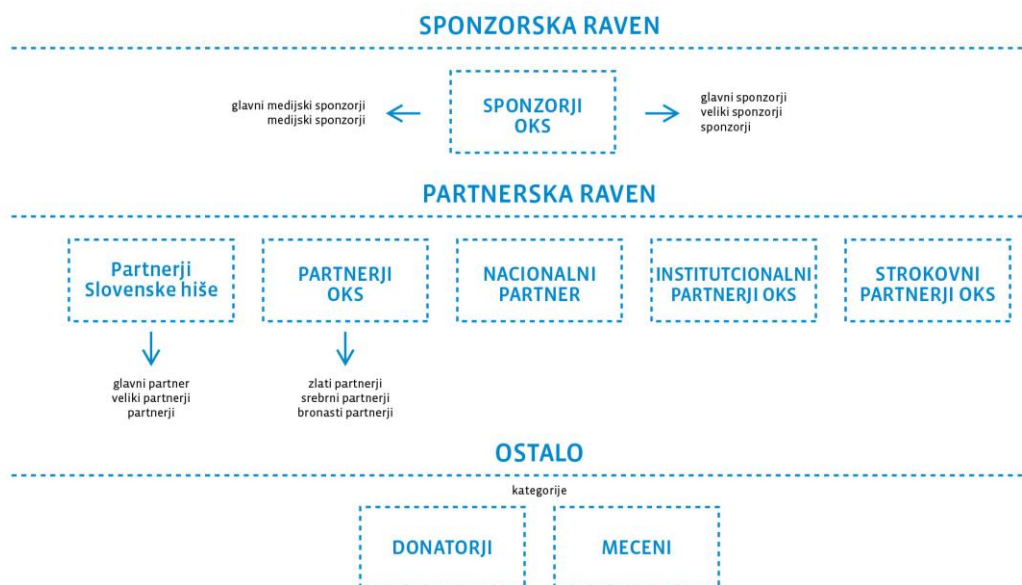 SPONZORSKA RAVEN
glavni medijski sponzorji
medijski sponzorji
SPONZORJI
OKS
glavni sponzorji
veliki sponzorji
sponzorji
PARTNERSKA RAVEN
Partnerji
Slovenske hiše
PARTNERJI
OKS
NACIONALNI
PARTNER
INSTITUTCIONALNI
PARTNERJI OKS
STROKOVNI
PARTNERJI OKS
glavni partner
veliki partnerji
partnerji
zlati partnerji
srebrni partnerji
bronasti partnerji
OSTALO
kategorije
DONATORJI
MECENI